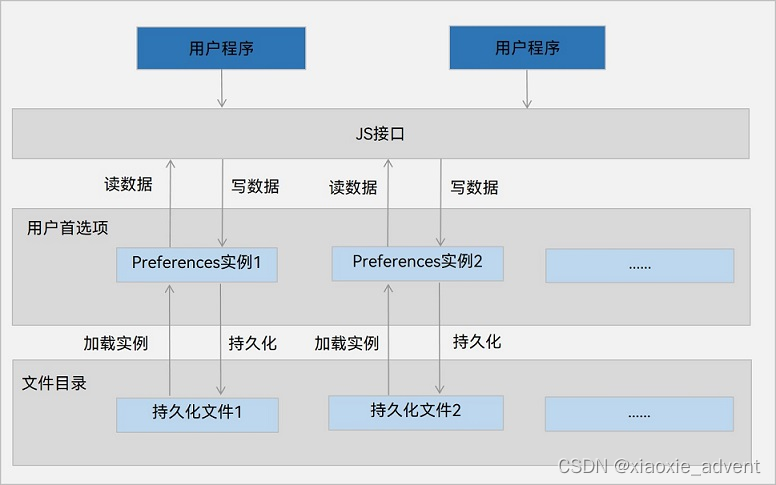 用户程序
用户程序
JS接口
读数据
写数据
读数据
写数据
用户首选项
Preferences实例1
Preferences实例2
......
加载实例
持久化
加载实例
持久化
文件目录
持久化文件1
持久化文件2
......
CSDN @xiaoxie_advent